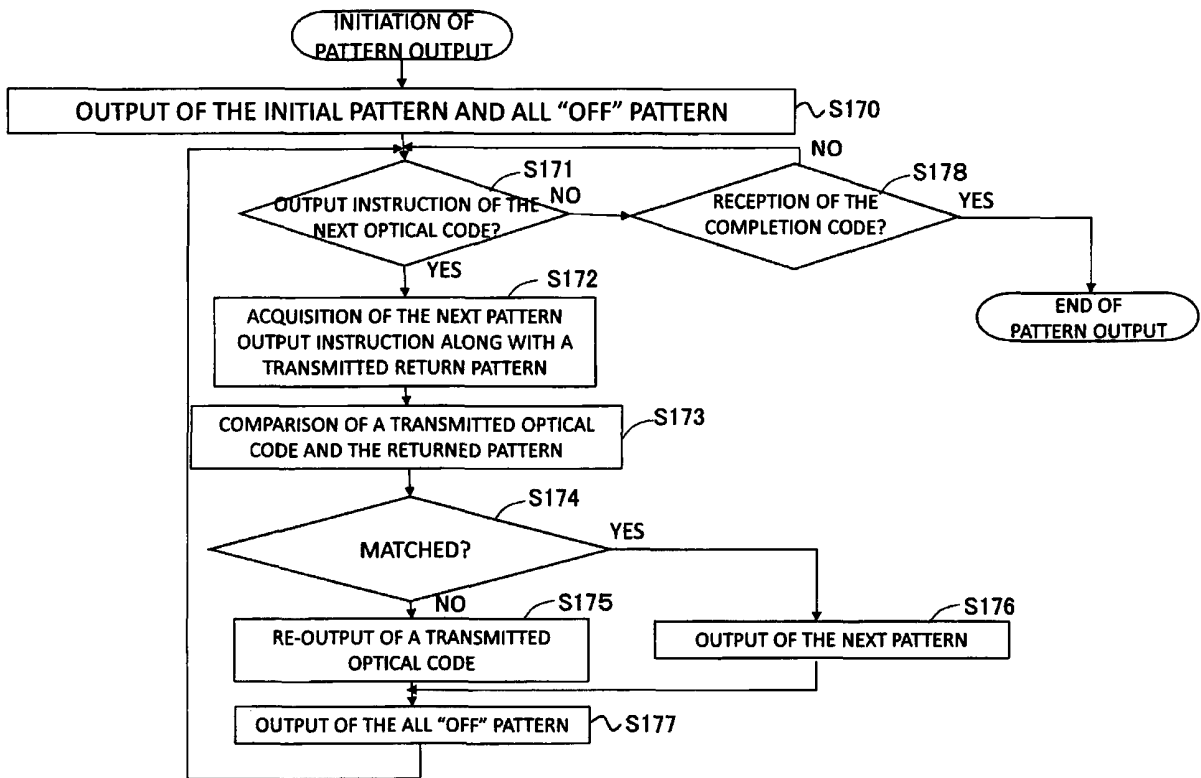 INITIATION OF
PATTERN OUTPUT
OUTPUT OF THE INITIAL PATTERN AND ALL “OFF” PATTERN
S170
NO
S171
S178
OUTPUT INSTRUCTION OF THE
NEXT OPTICAL CODE?
NO
RECEPTION OF THE
COMPLETION CODE?
YES
YES
S172
END OF
PATTERN OUTPUT
ACQUISITION OF THE NEXT PATTERN
OUTPUT INSTRUCTION ALONG WITH A
TRANSMITTED RETURN PATTERN
COMPARISON OF A TRANSMITTED OPTICAL
CODE AND THE RETURNED PATTERN
S173
S174
MATCHED?
YES
NO
S175
S176
RE-OUTPUT OF A TRANSMITTED
OPTICAL CODE
OUTPUT OF THE NEXT PATTERN
OUTPUT OF THE ALL “OFF” PATTERN
S177